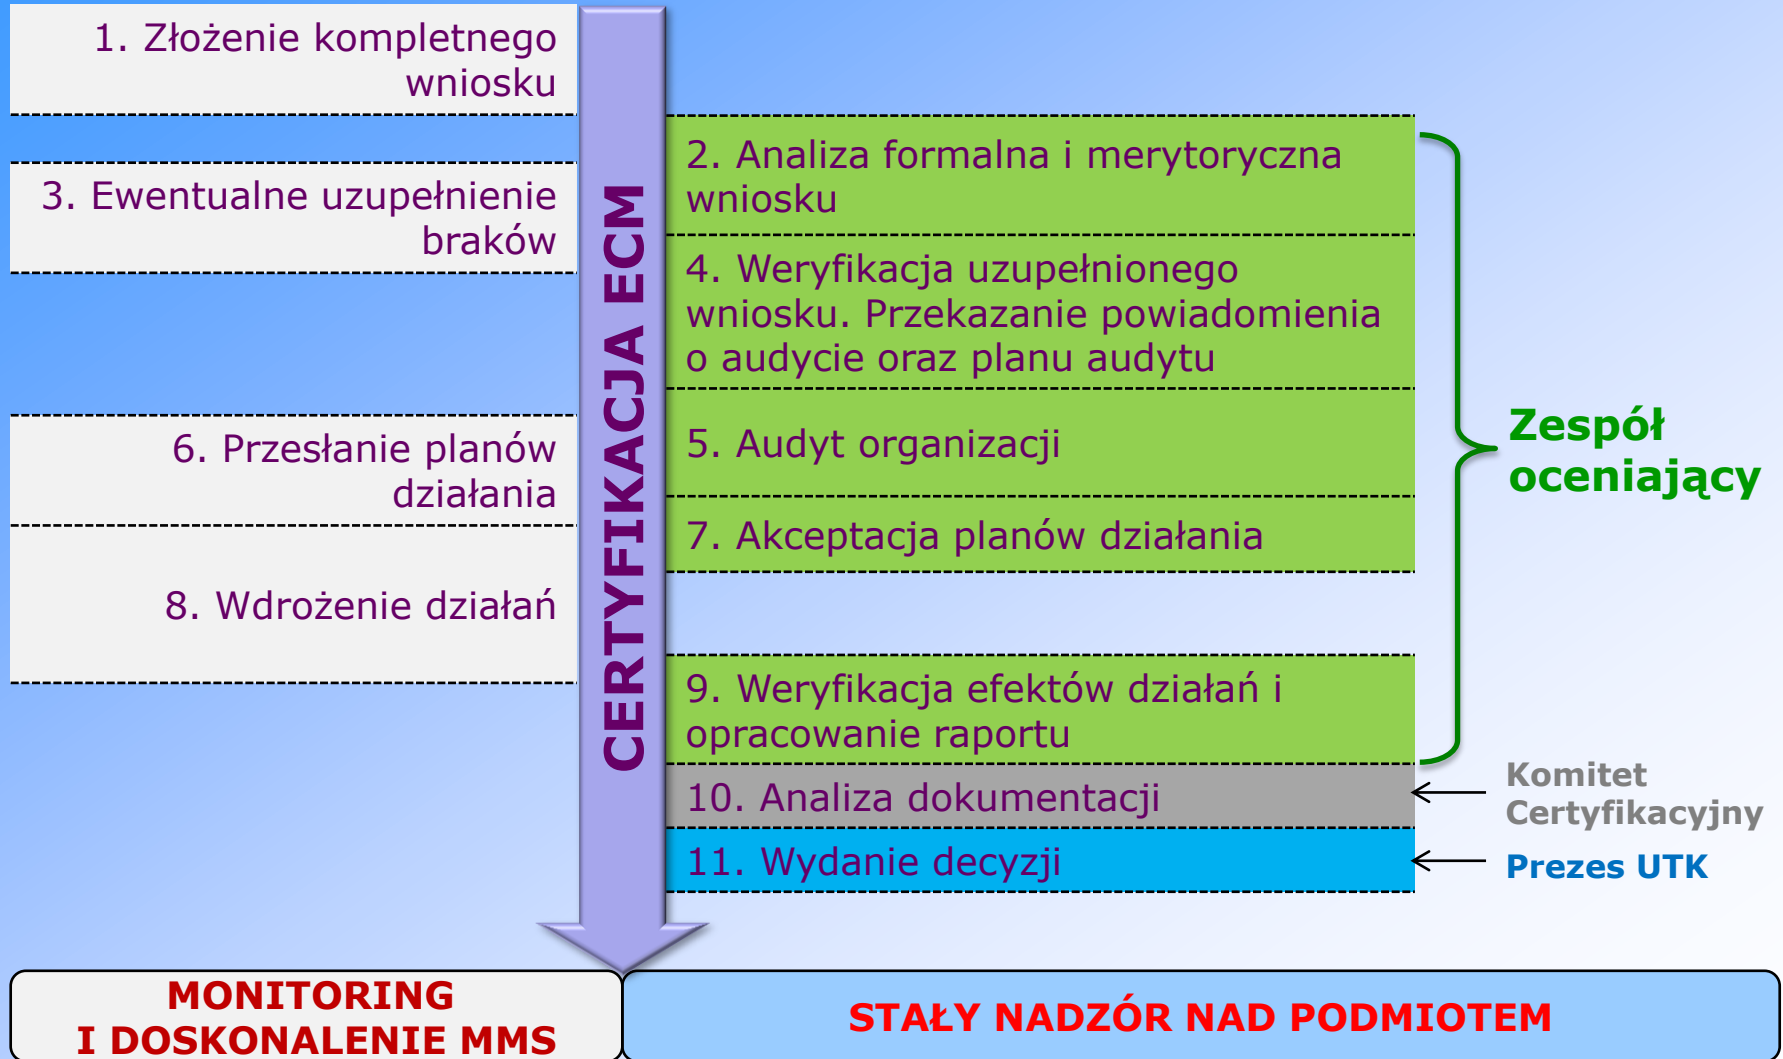 1. Złożenie kompletnego
wniosku
2. Analiza formalna i merytoryczna
wniosku
3. Ewentualne uzupełnienie
braków
4. Weryfikacja uzupełnionego
wniosku. Przekazanie powiadomienia
o audycie oraz planu audytu
5. Audyt organizacji
6. Przesłanie planów
działania
7. Akceptacja planów działania
8. Wdrożenie działań
9. Weryfikacja efektów działań i
opracowanie raportu
10. Analiza dokumentacji
11. Wydanie decyzji
CERTYFIKACJA ECM
Zespół
oceniający
Komitet
Certyfikacyjny
Prezes UTK
MONITORING
I DOSKONALENIE MMS
STAŁY NADZÓR NAD PODMIOTEM